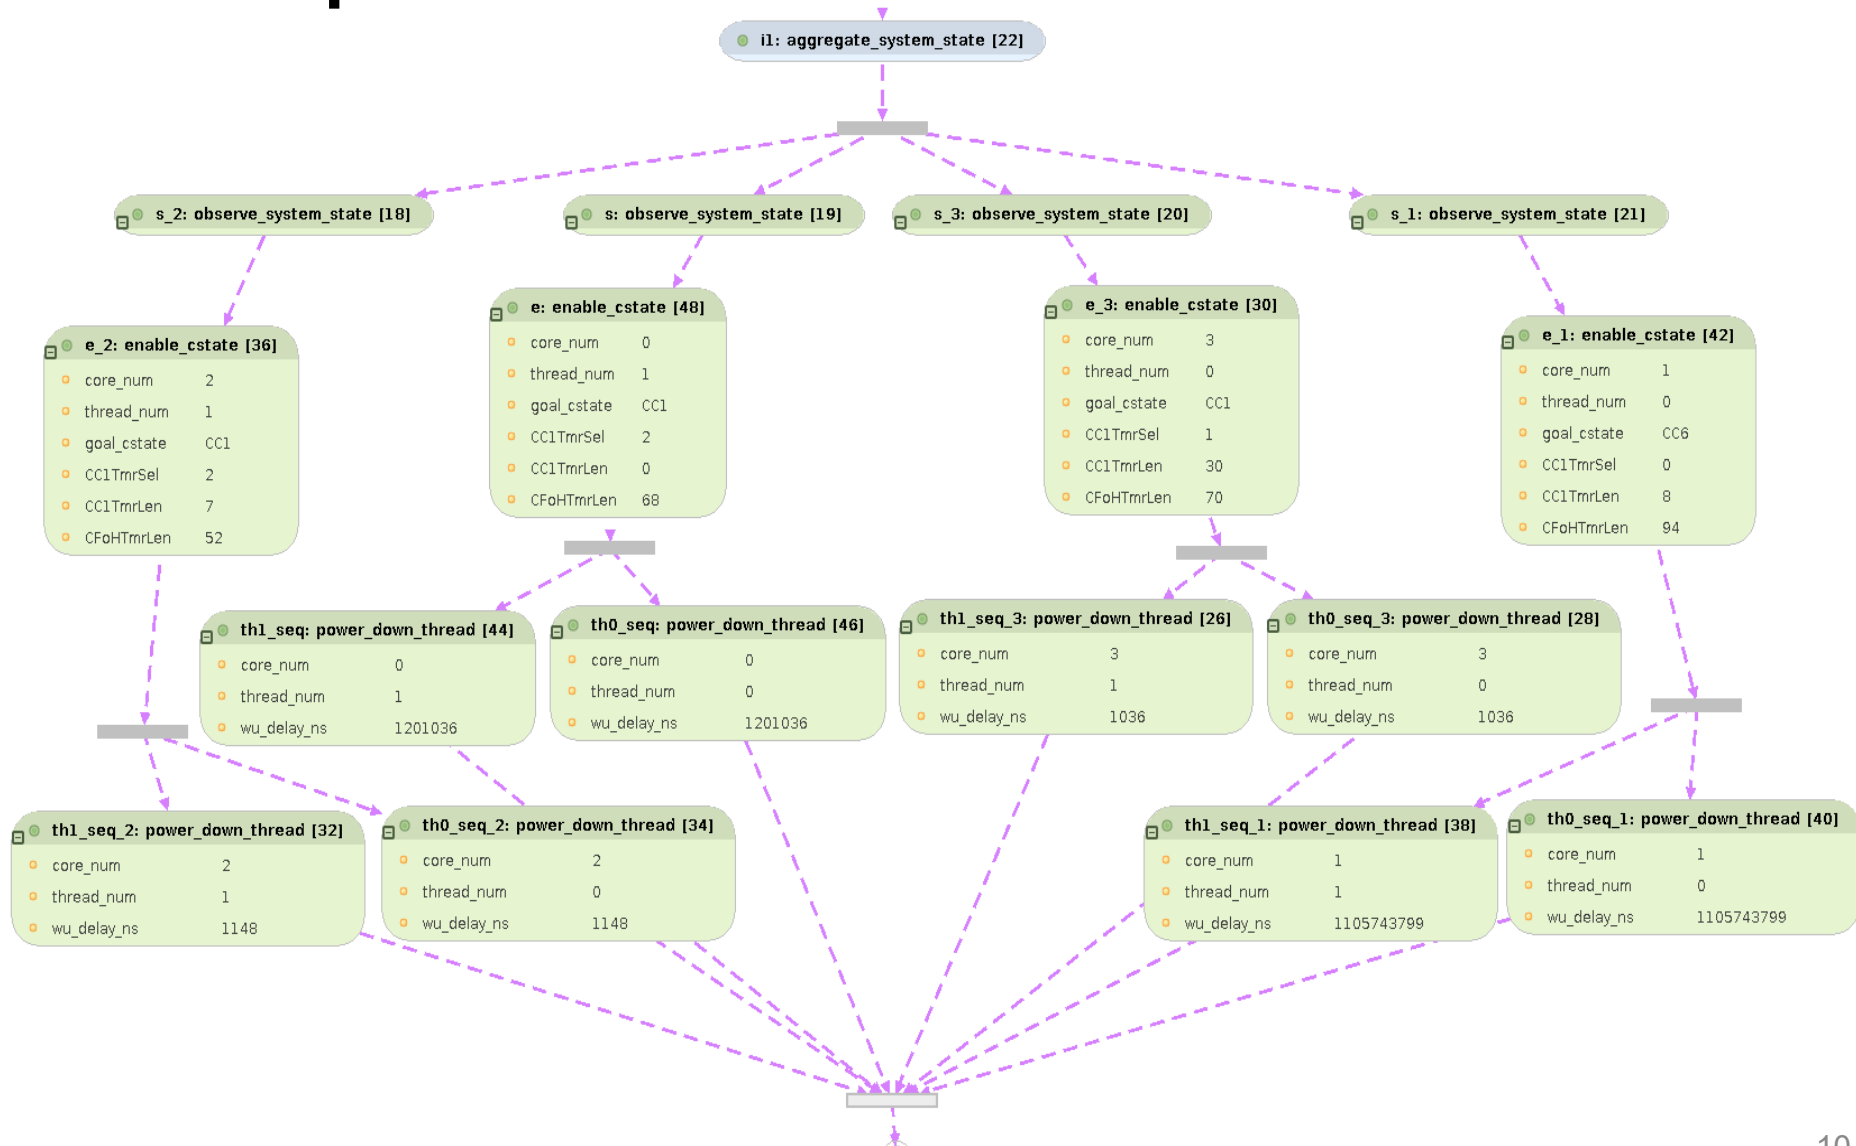 i1: aggregate_system_state [22]
s_2: observe_system_state [18]
s: observe_system_state [19]
s_3: observe_system_state [20]
s_1: observe_system_state [21]
e_2: enable_cstate [36]
core_num 2
thread_num 1
goal_cstate CC1
CC1TmrSel 2
CC1TmrLen 7
CFoHTmrLen 52
e: enable_cstate [48]
core_num 0
thread_num 1
goal_cstate CC1
CC1TmrSel 2
CC1TmrLen 0
CFoHTmrLen 68
e_3: enable_cstate [30]
core_num 3
thread_num 0
goal_cstate CC1
CC1TmrSel 1
CC1TmrLen 30
CFoHTmrLen 70
e_1: enable_cstate [42]
core_num 1
thread_num 0
goal_cstate CC6
CC1TmrSel 0
CC1TmrLen 8
CFoHTmrLen 94
th1_seq: power_down_thread [44]
core_num 0
thread_num 1
wu_delay_ns 1201036
th0_seq: power_down_thread [46]
core_num 0
thread_num 0
wu_delay_ns 1201036
th1_seq_3: power_down_thread [26]
core_num 3
thread_num 1
wu_delay_ns 1036
th0_seq_3: power_down_thread [28]
core_num 3
thread_num 0
wu_delay_ns 1036
th1_seq_2: power_down_thread [32]
core_num 2
thread_num 1
wu_delay_ns 1148
th0_seq_2: power_down_thread [34]
core_num 2
thread_num 0
wu_delay_ns 1148
th1_seq_1: power_down_thread [38]
core_num 1
thread_num 1
wu_delay_ns 1105743799
th0_seq_1: power_down_thread [40]
core_num 1
thread_num 0
wu_delay_ns 1105743799